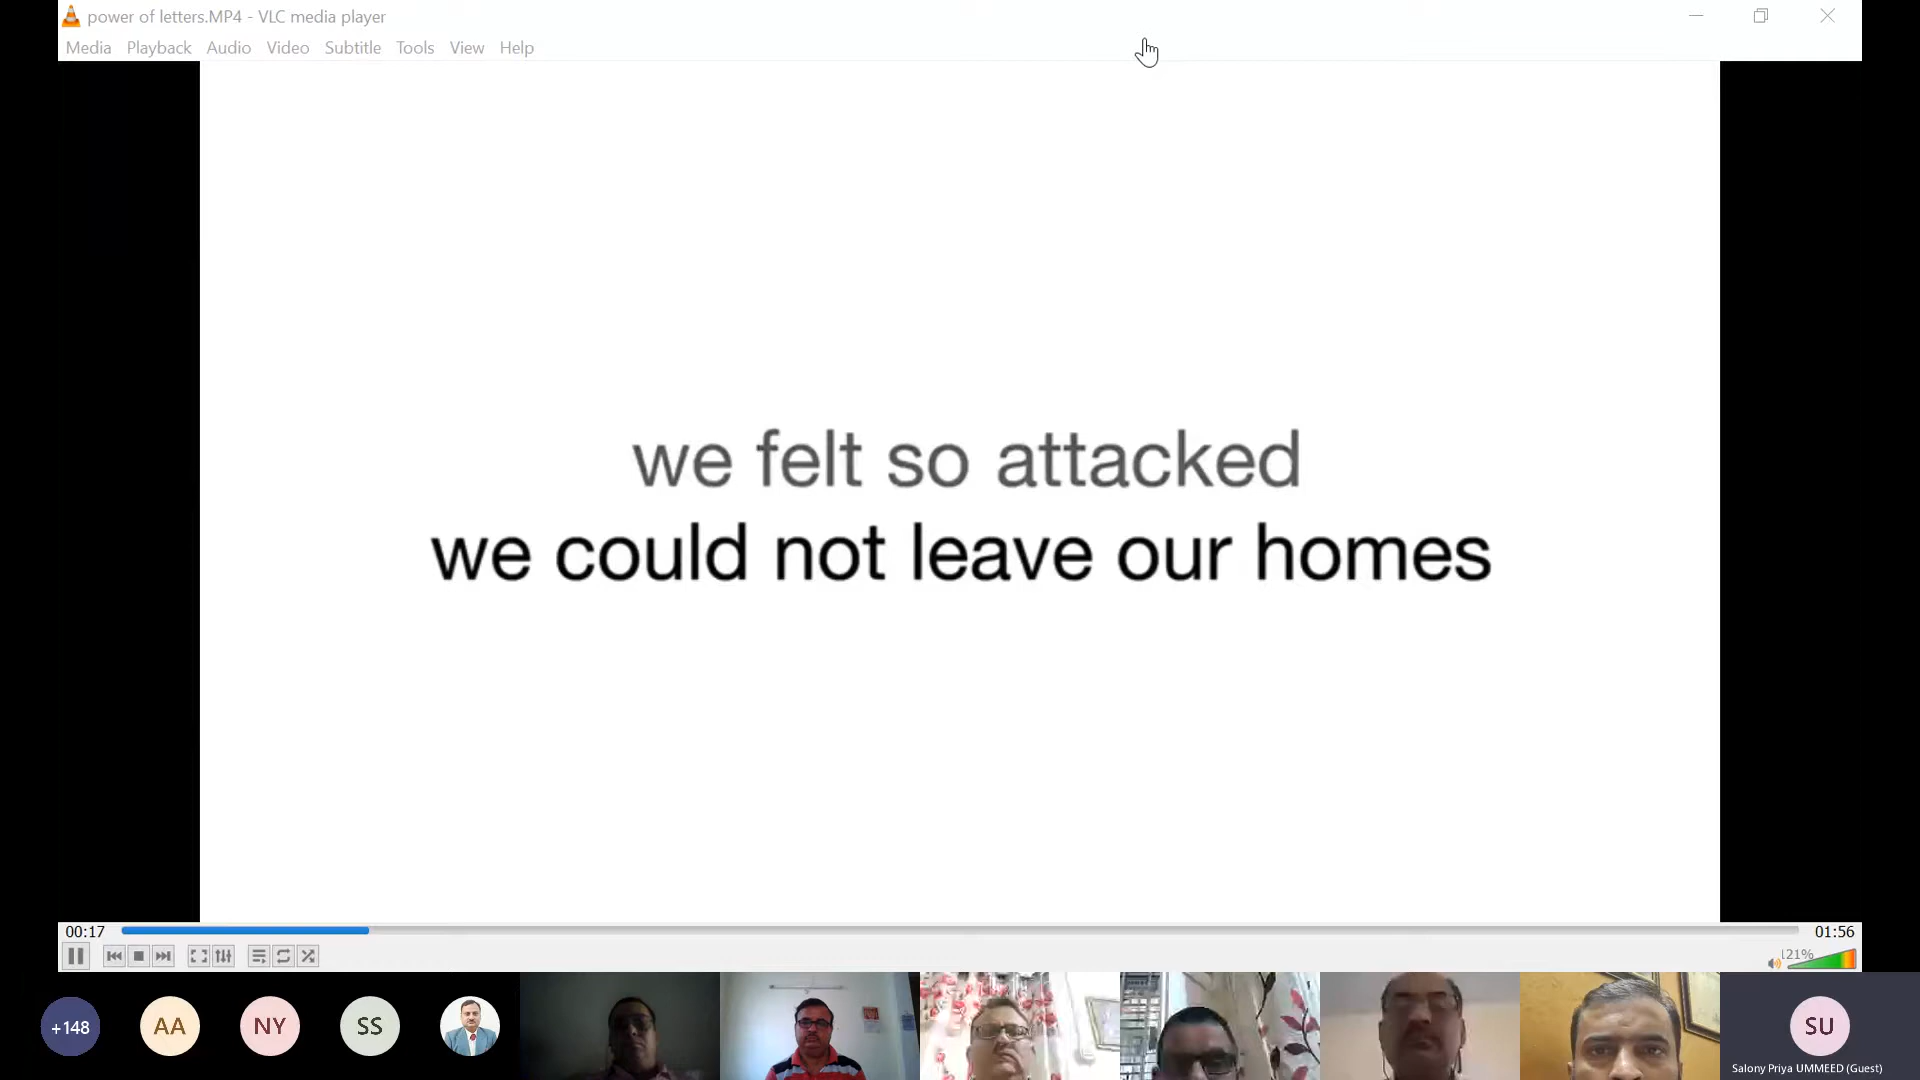 power of letters.MP4 - VLC media player
Media Playback Audio Video Subtitle Tools View Help
we felt so attacked
we could not leave our homes
00:17
01:56
121%
+148
AA
NY
SS
SU
Salony Priya UMMEED (Guest)